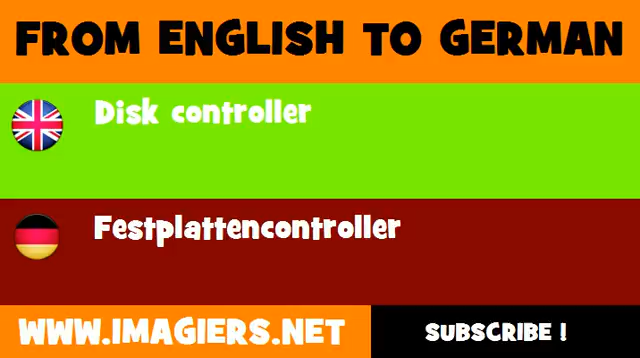 FROM ENGLISH TO GERMAN
Disk controller
Festplattencontroller
WWW.IMAGIERS.NET
SUBSCRIBE !